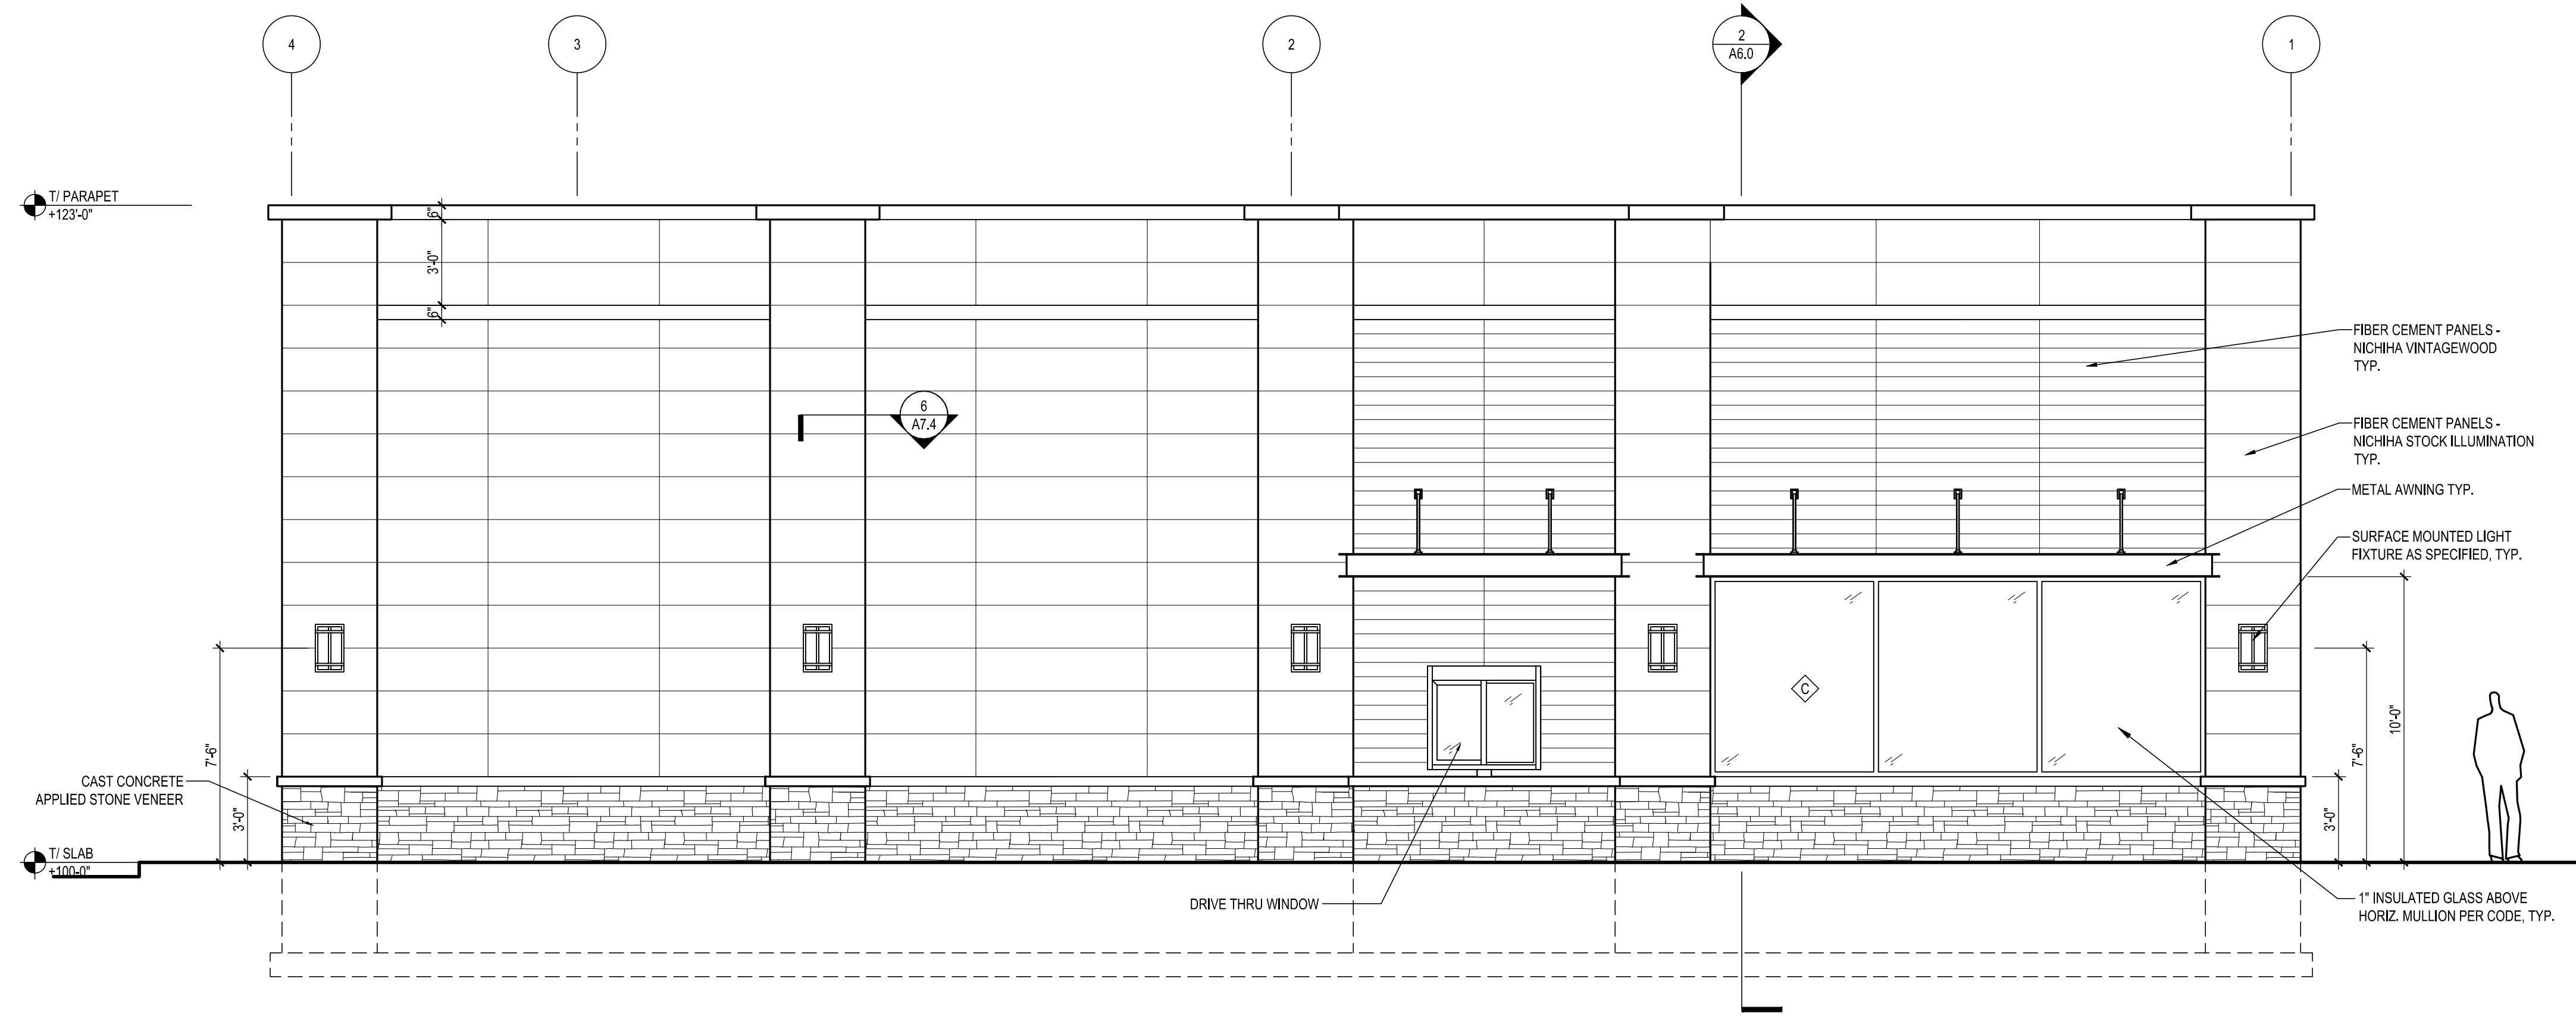 4
3
2
2
A6.0
1
T/ PARAPET
+123'-0"
6"
3'-0"
6"
FIBER CEMENT PANELS -
NICHIHA VINTAGEWOOD
TYP.
6
A7.4
FIBER CEMENT PANELS -
NICHIHA STOCK ILLUMINATION
TYP.
METAL AWNING TYP.
SURFACE MOUNTED LIGHT
FIXTURE AS SPECIFIED, TYP.
C
7'-6"
3'-0"
CAST CONCRETE
APPLIED STONE VENEER
10'-0"
7'-6"
3'-0"
T/ SLAB
+100-0"
DRIVE THRU WINDOW
1" INSULATED GLASS ABOVE
HORIZ. MULLION PER CODE, TYP.